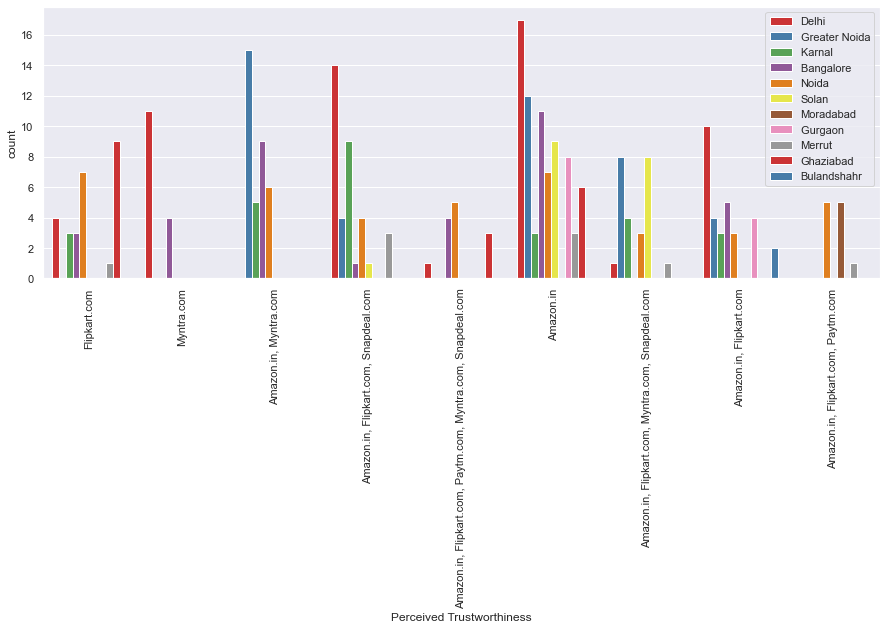 16
14
12
10
8
6
4
2
0
count
Delhi
Greater Noida
Karnal
Bangalore
Noida
Solan
Moradabad
Gurgaon
Merrut
Ghaziabad
Bulandshahr
Flipkart.com
Myntra.com
Amazon.in, Myntra.com
Amazon.in, Flipkart.com, Snapdeal.com
Amazon.in, Flipkart.com, Paytm.com, Myntra.com, Snapdeal.com
Amazon.in
Amazon.in, Flipkart.com, Myntra.com, Snapdeal.com
Amazon.in, Flipkart.com
Amazon.in, Flipkart.com, Paytm.com
Perceived Trustworthiness